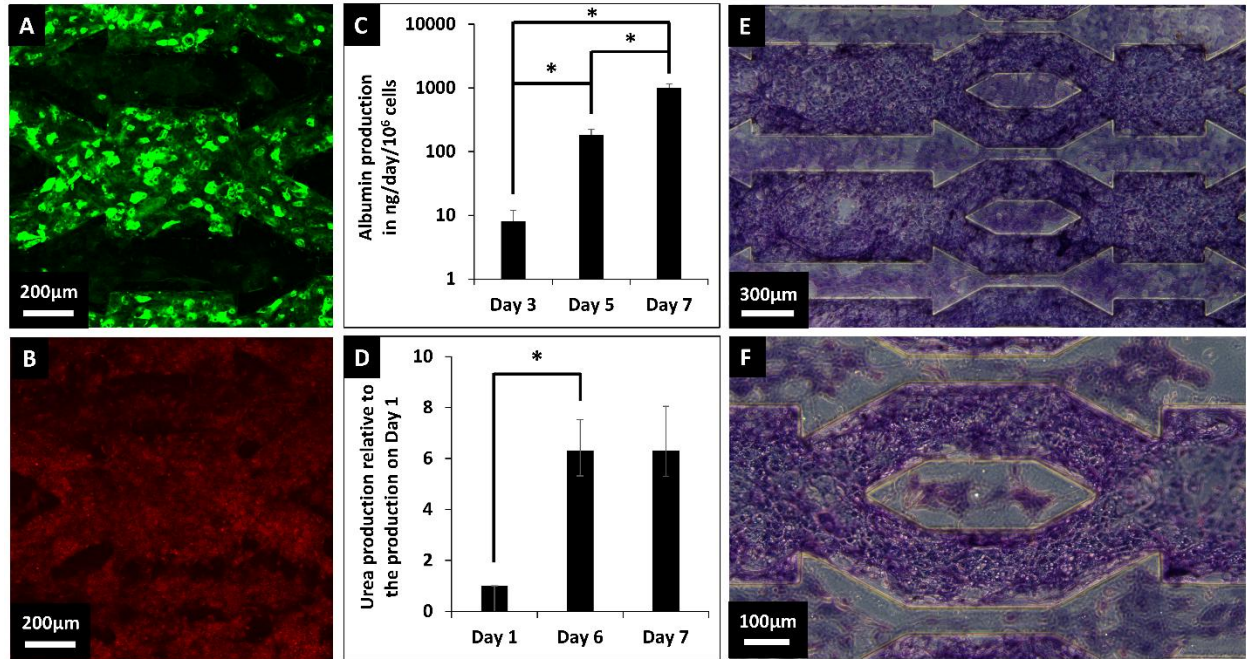 A
200µm
B
200µm
C
Albumin production
in ng/day/10⁶ cells
10000
1000
100
10
1
*
*
*
Day 3 Day 5 Day 7
D
Urea production relative to
the production on Day 1
10
8
6
4
2
0
*
Day 1 Day 6 Day 7
E
300µm
F
100µm